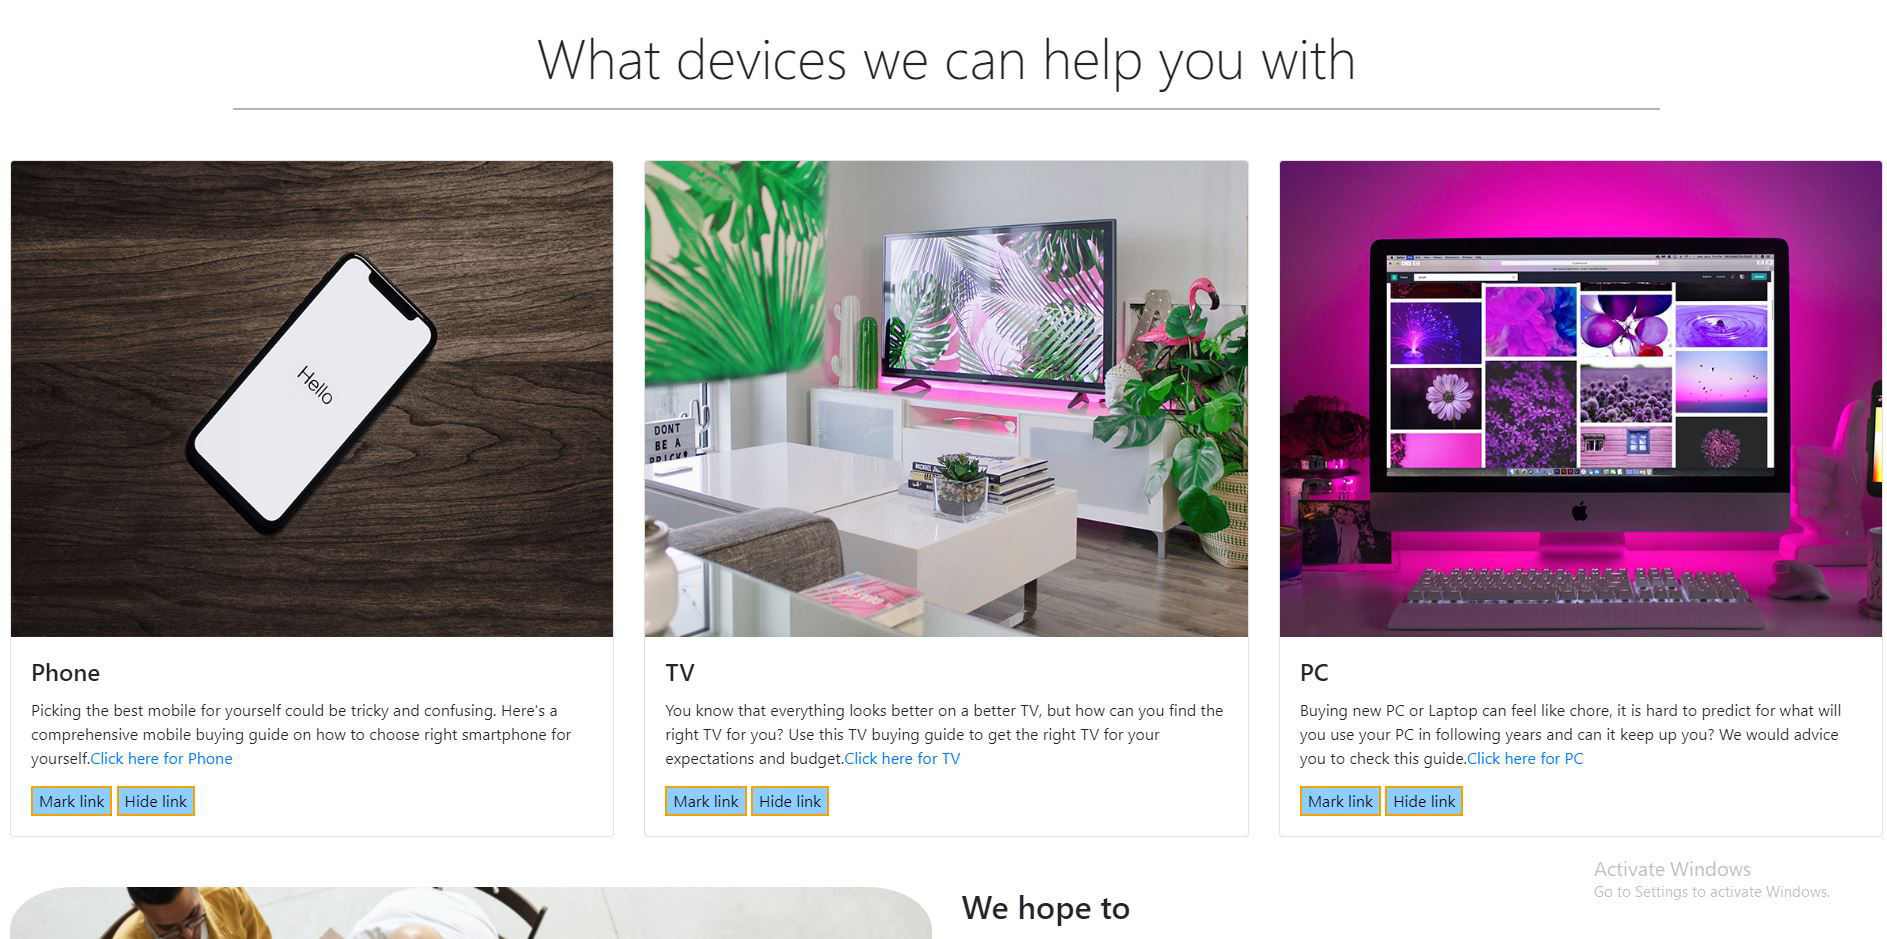 What devices we can help you with
Hello
DONT
BE A
PRICK!
Phone
Picking the best mobile for yourself could be tricky and confusing. Here's a
comprehensive mobile buying guide on how to choose right smartphone for
yourself.Click here for Phone
Mark link Hide link
TV
You know that everything looks better on a better TV, but how can you find the
right TV for you? Use this TV buying guide to get the right TV for your
expectations and budget.Click here for TV
Mark link Hide link
PC
Buying new PC or Laptop can feel like chore, it is hard to predict for what will
you use your PC in following years and can it keep up you? We would advice
you to check this guide.Click here for PC
Mark link Hide link
We hope to
Activate Windows
Go to Settings to activate Windows.